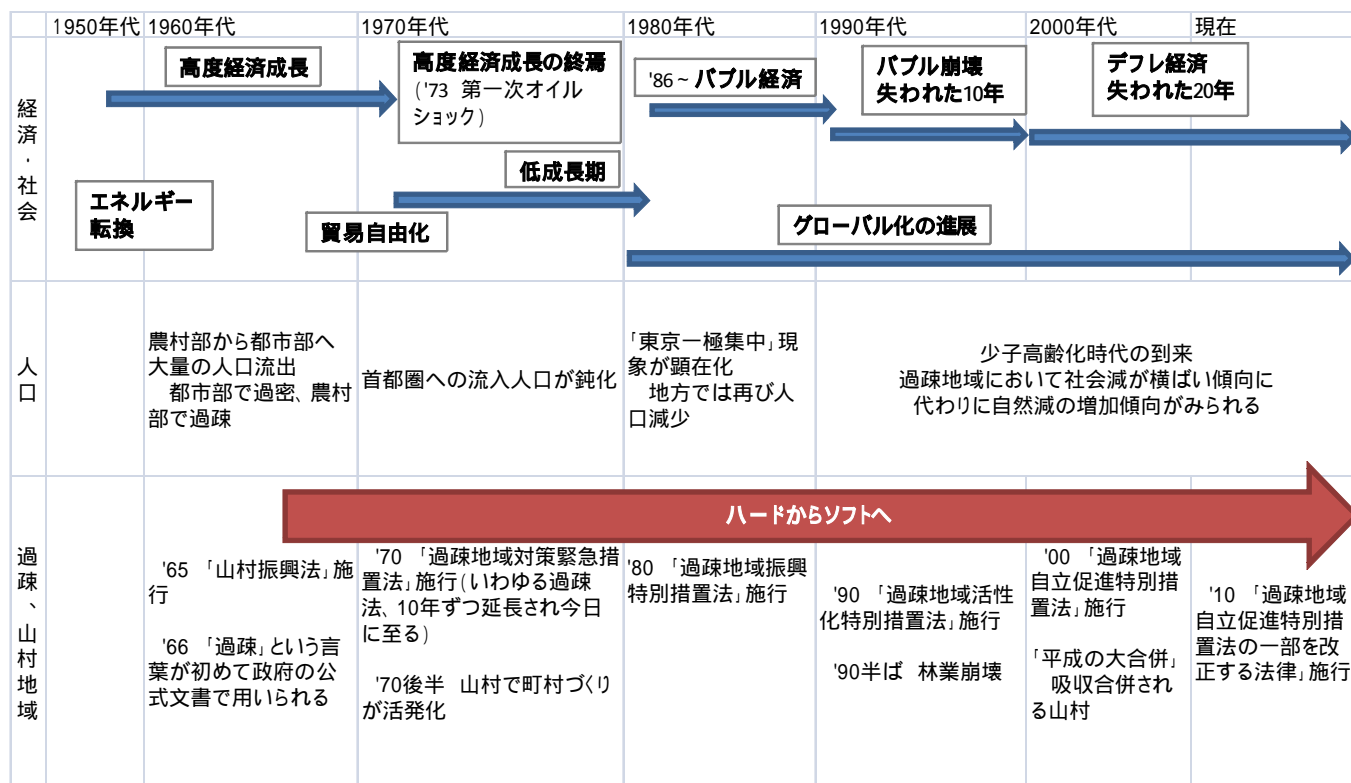 1950年代
1960年代
1970年代
1980年代
1990年代
2000年代
現在
経済・社会
高度経済成長
高度経済成長の終焉
('73 第一次オイル
ショック)
'86~バブル経済
バブル崩壊
失われた10年
デフレ経済
失われた20年
低成長期
エネルギー
転換
貿易自由化
グローバル化の進展
人口
農村部から都市部へ
大量の人口流出
都市部で過密、農村
部で過疎
首都圏への流入人口が鈍化
「東京一極集中」現
象が顕在化
地方では再び人
口減少
少子高齢化時代の到来
過疎地域において社会減が横ばい傾向に
代わりに自然減の増加傾向がみられる
過疎、山村地域
ハードからソフトへ
'65 「山村振興法」施
行
'66 「過疎」という言
葉が初めて政府の公
式文書で用いられる
'70 「過疎地域対策緊急措
置法」施行(いわゆる過疎
法、10年ずつ延長され今日
に至る)
'70後半 山村で町村づくり
が活発化
'80 「過疎地域振興
特別措置法」施行
'90 「過疎地域活性
化特別措置法」施行
'90半ば 林業崩壊
'00 「過疎地域
自立促進特別措
置法」施行
「平成の大合併」
吸収合併され
る山村
'10 「過疎地域
自立促進特別措
置法の一部を改
正する法律」施行